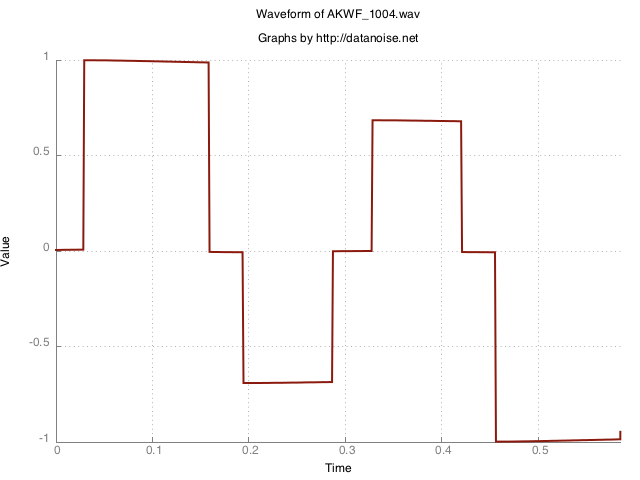 Waveform of AKWF_1004.wav
Graphs by http://datanoise.net
1
0.5
0
-0.5
-1
Value
0 0.1 0.2 0.3 0.4 0.5
Time